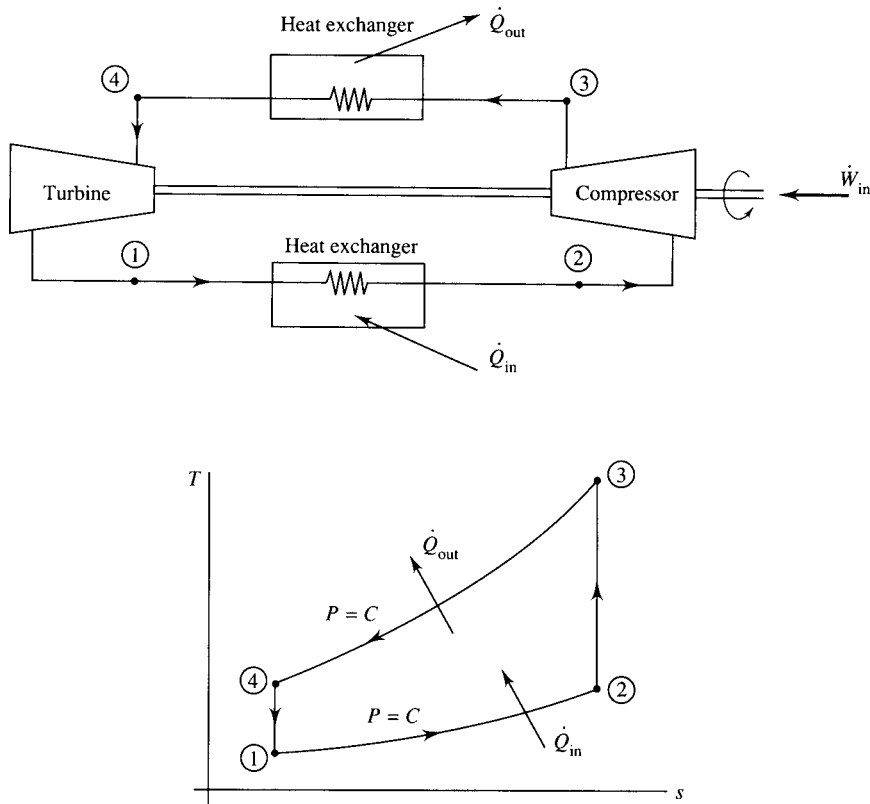 Heat exchanger
Q̇out
④
③
Turbine
Compressor
Ẇin
①
Heat exchanger
②
Q̇in
T
③
Q̇out
P = C
④
②
P = C
Q̇in
①
s